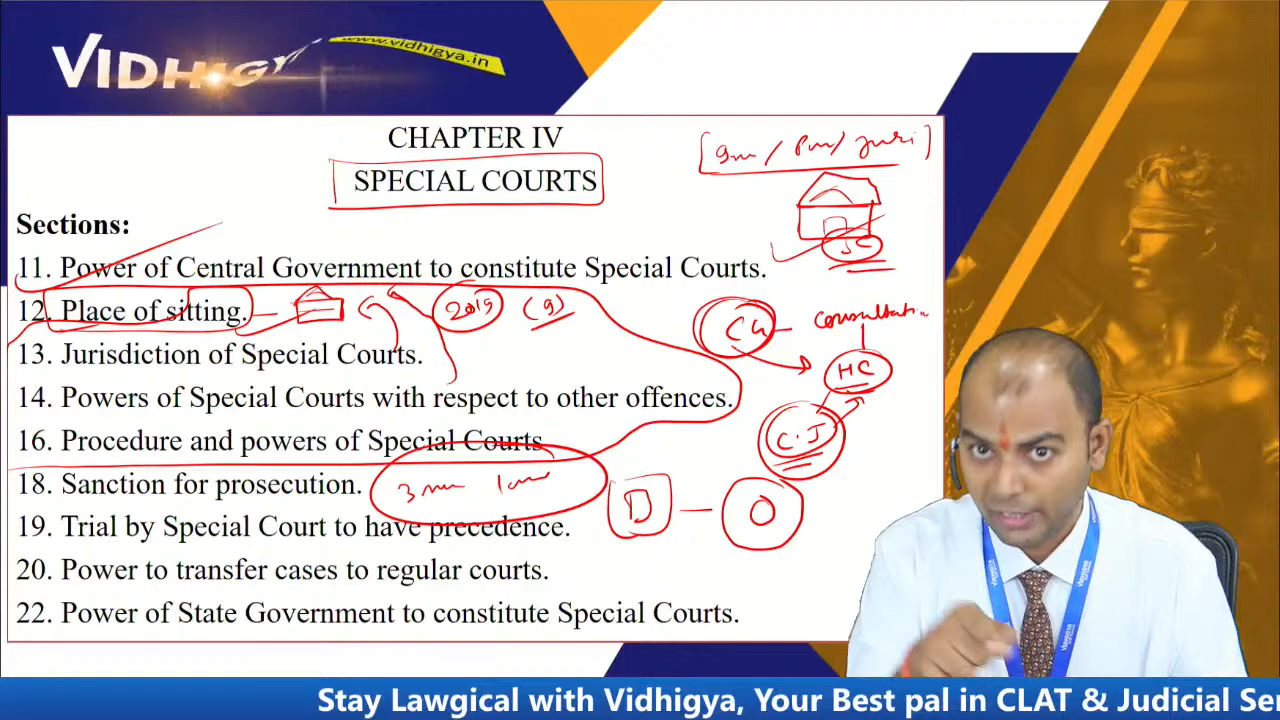 VIDHIGYA
www.vidhigya.in
CHAPTER IV
SPECIAL COURTS
Sections:
11. Power of Central Government to constitute Special Courts.
12. Place of sitting.
2019 (9)
13. Jurisdiction of Special Courts.
14. Powers of Special Courts with respect to other offences.
16. Procedure and powers of Special Courts.
18. Sanction for prosecution.
19. Trial by Special Court to have precedence.
20. Power to transfer cases to regular courts.
22. Power of State Government to constitute Special Courts.
CG
HC
C.J
D – O
Stay Lawgical with Vidhigya, Your Best pal in CLAT & Judicial Se